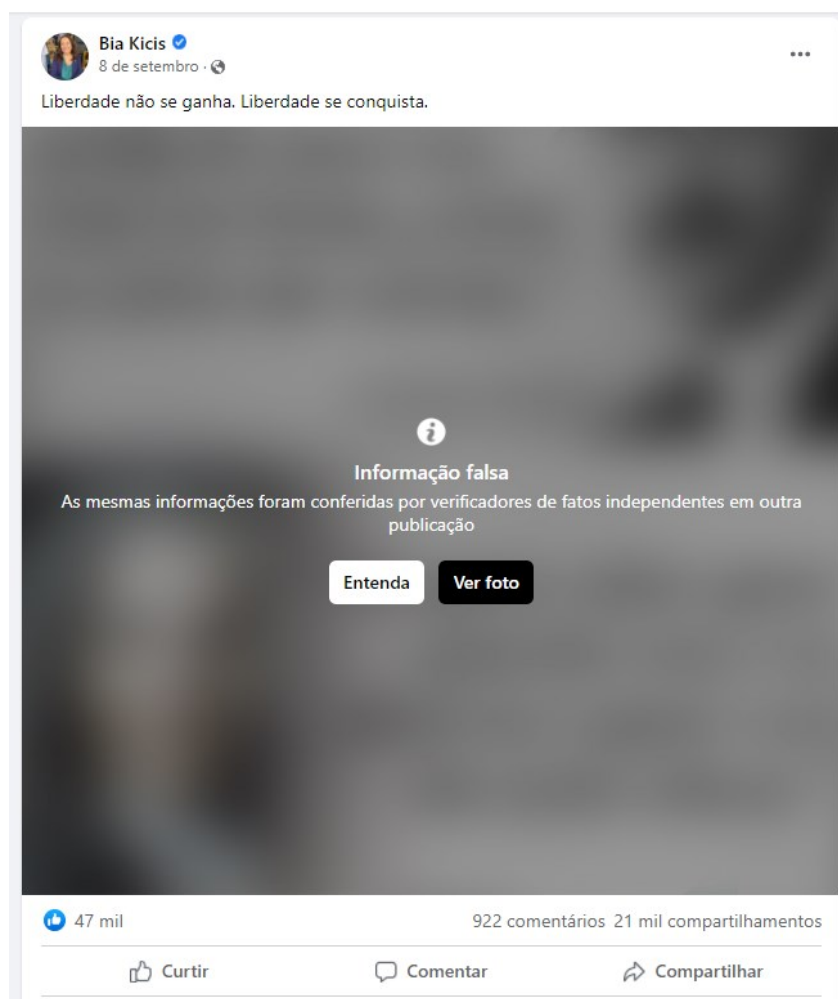 Bia Kicis
8 de setembro ·
Liberdade não se ganha. Liberdade se conquista.
Informação falsa
As mesmas informações foram conferidas por verificadores de fatos independentes em outra
publicação
Entenda Ver foto
47 mil 922 comentários 21 mil compartilhamentos
Curtir Comentar Compartilhar